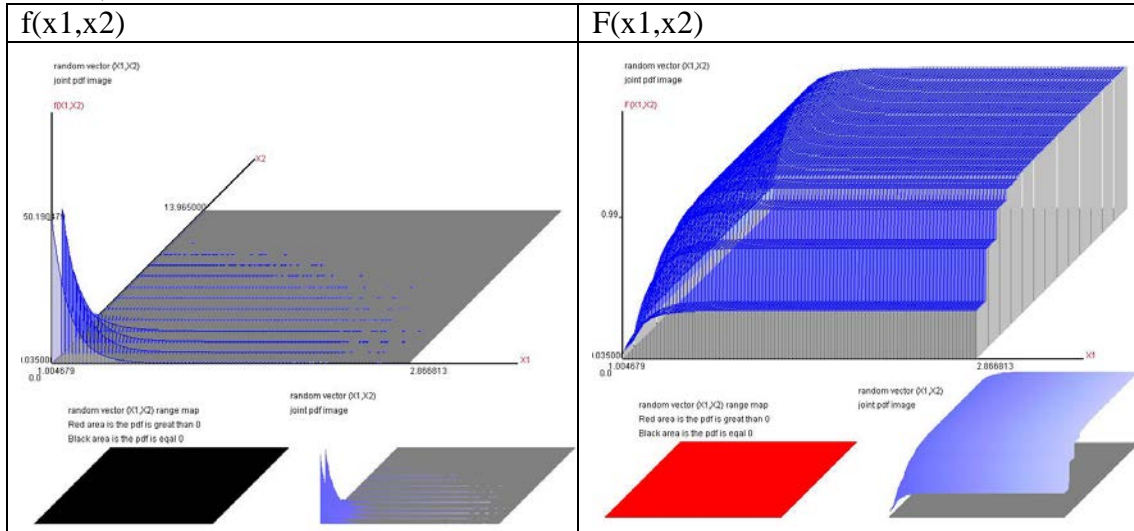 f(x1,x2)
random vector (X1,X2)
joint pdf image
f(X1,X2)
X2
13.965000
50.190479
.03500
0.0
1.004679
2.866813
X1
random vector (X1,X2) range map
Red area is the pdf is great than 0
Black area is the pdf is eqal 0
random vector (X1,X2)
joint pdf image
F(x1,x2)
random vector (X1,X2)
joint pdf image
F(X1,X2)
0.99
.03500
0.0
1.004679
2.866813
X1
random vector (X1,X2) range map
Red area is the pdf is great than 0
Black area is the pdf is eqal 0
random vector (X1,X2)
joint pdf image